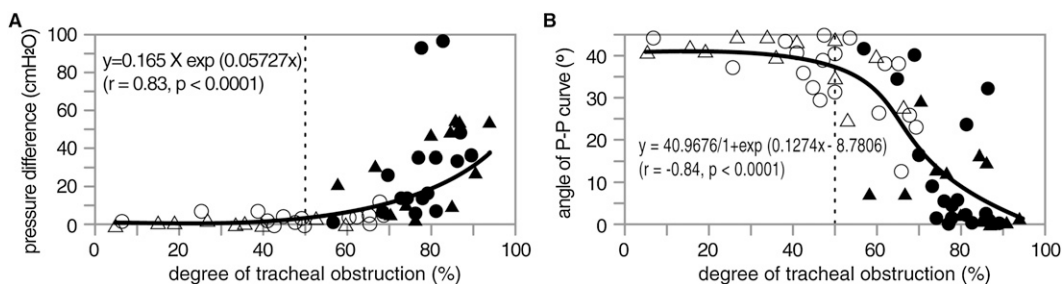 A
pressure difference (cmH2O)
100
80
60
40
20
0
y=0.165 X exp (0.05727x)
(r = 0.83, p < 0.0001)
0 20 40 60 80 100
degree of tracheal obstruction (%)
B
angle of P-P curve (º)
40
30
20
10
0
y = 40.9676/1+exp (0.1274x - 8.7806)
(r = -0.84, p < 0.0001)
0 20 40 60 80 100
degree of tracheal obstruction (%)